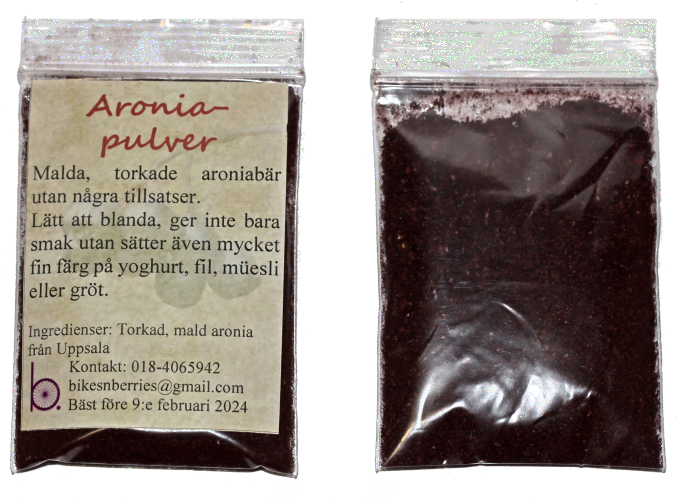 Aronia-
pulver
Malda, torkade aroniabär
utan några tillsatser.
Lätt att blanda, ger inte bara
smak utan sätter även mycket
fin färg på yoghurt, fil, müesli
eller gröt.
Ingredienser: Torkad, mald aronia
från Uppsala
Kontakt: 018-4065942
bikesnberries@gmail.com
b.
Bäst före 9:e februari 2024